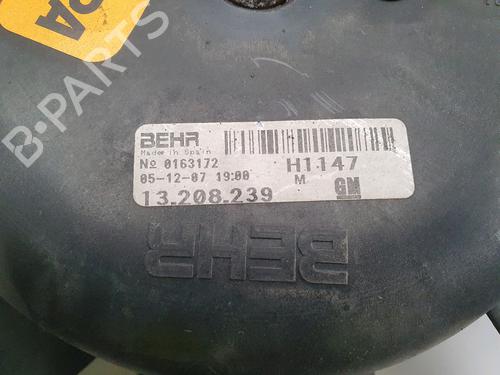 BEHR
Made in Spain
№ 0163172
H1147
05-12-07 19:00
M
13.208.239
GM
BEHR
B-PARTS